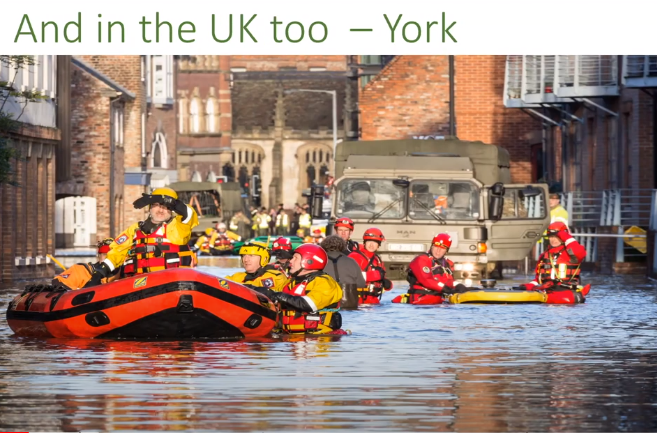 And in the UK too – York